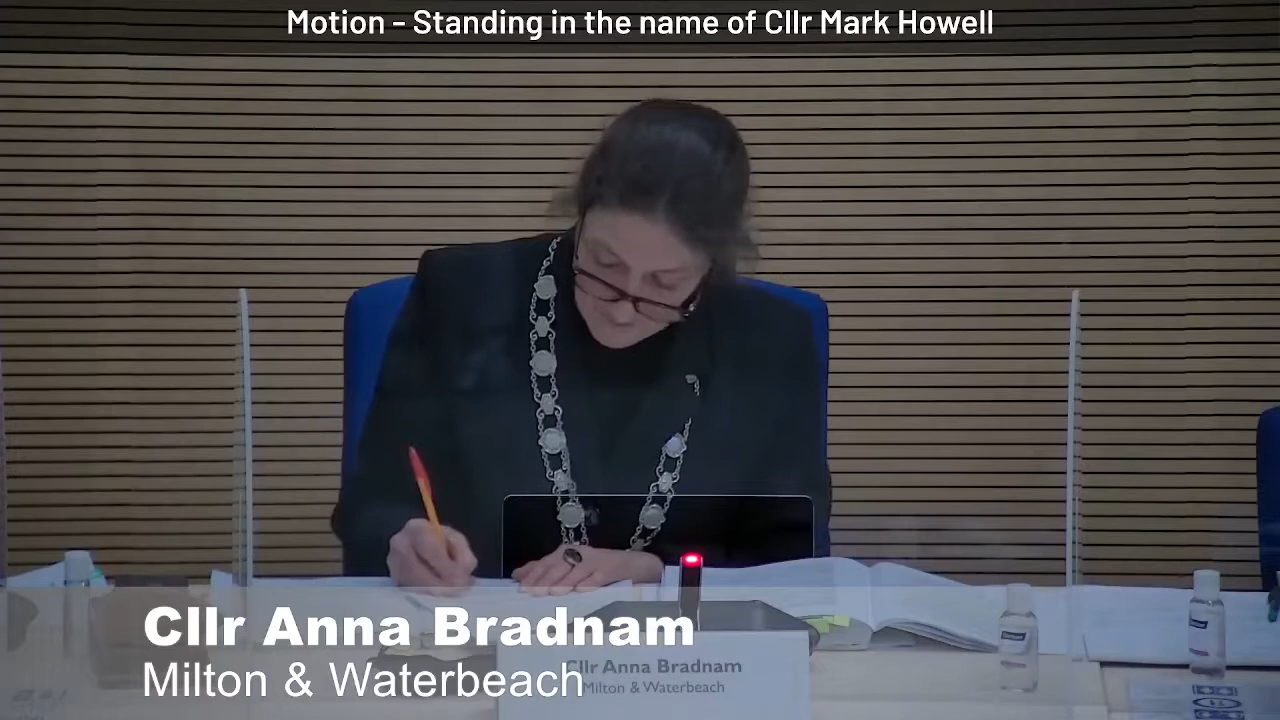 Motion - Standing in the name of Cllr Mark Howell
Cllr Anna Bradnam
Milton & Waterbeach
Cllr Anna Bradnam
Milton & Waterbeach